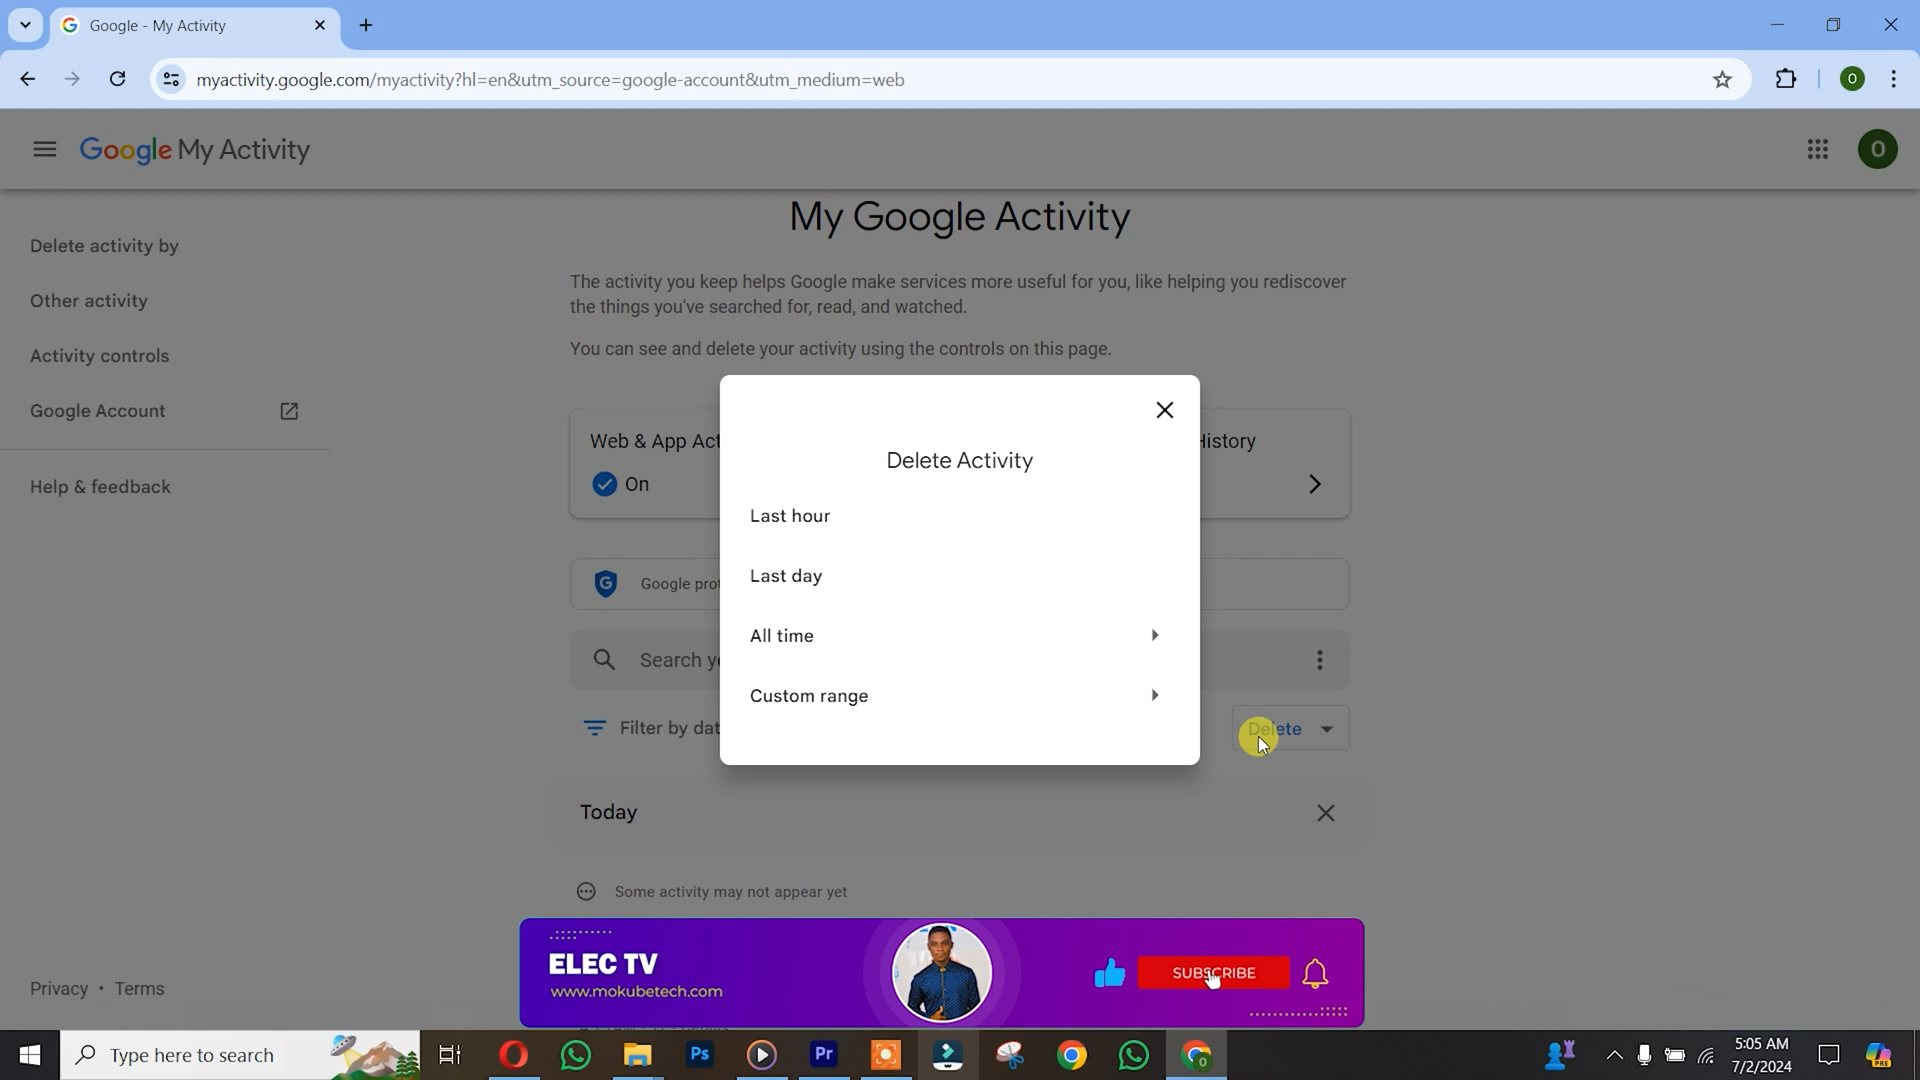 Google - My Activity
myactivity.google.com/myactivity?hl=en&utm_source=google-account&utm_medium=web
O
Google My Activity
O
My Google Activity
Delete activity by
Other activity
Activity controls
Google Account
Help & feedback
The activity you keep helps Google make services more useful for you, like helping you rediscover
the things you've searched for, read, and watched.
You can see and delete your activity using the controls on this page.
Web & App Act
History
On
Delete Activity
Last hour
Last day
All time
Custom range
Google prot
Search y
Filter by dat
Delete
Today
Some activity may not appear yet
ELEC TV
www.mokubetech.com
SUBSCRIBE
Privacy • Terms
Type here to search
Ps
Pr
5:05 AM
7/2/2024
PRE